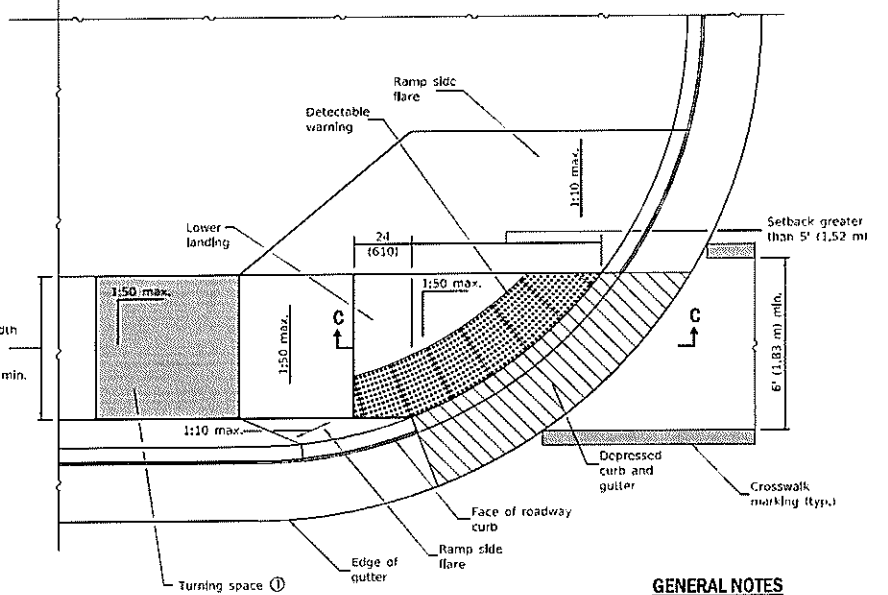 Ramp side
flare
Detectable
warning
1:10 max.
Lower
landing
24
(610)
Setback greater
than 5' (1.52 m)
1:50 max.
1:50 max.
C
C
1:50 max.
6' (1.83 m) min.
min.
1:10 max.
Depressed
curb and
gutter
Crosswalk
marking (typ.)
Face of roadway
curb
Ramp side
flare
Edge of
gutter
Turning space ①
GENERAL NOTES